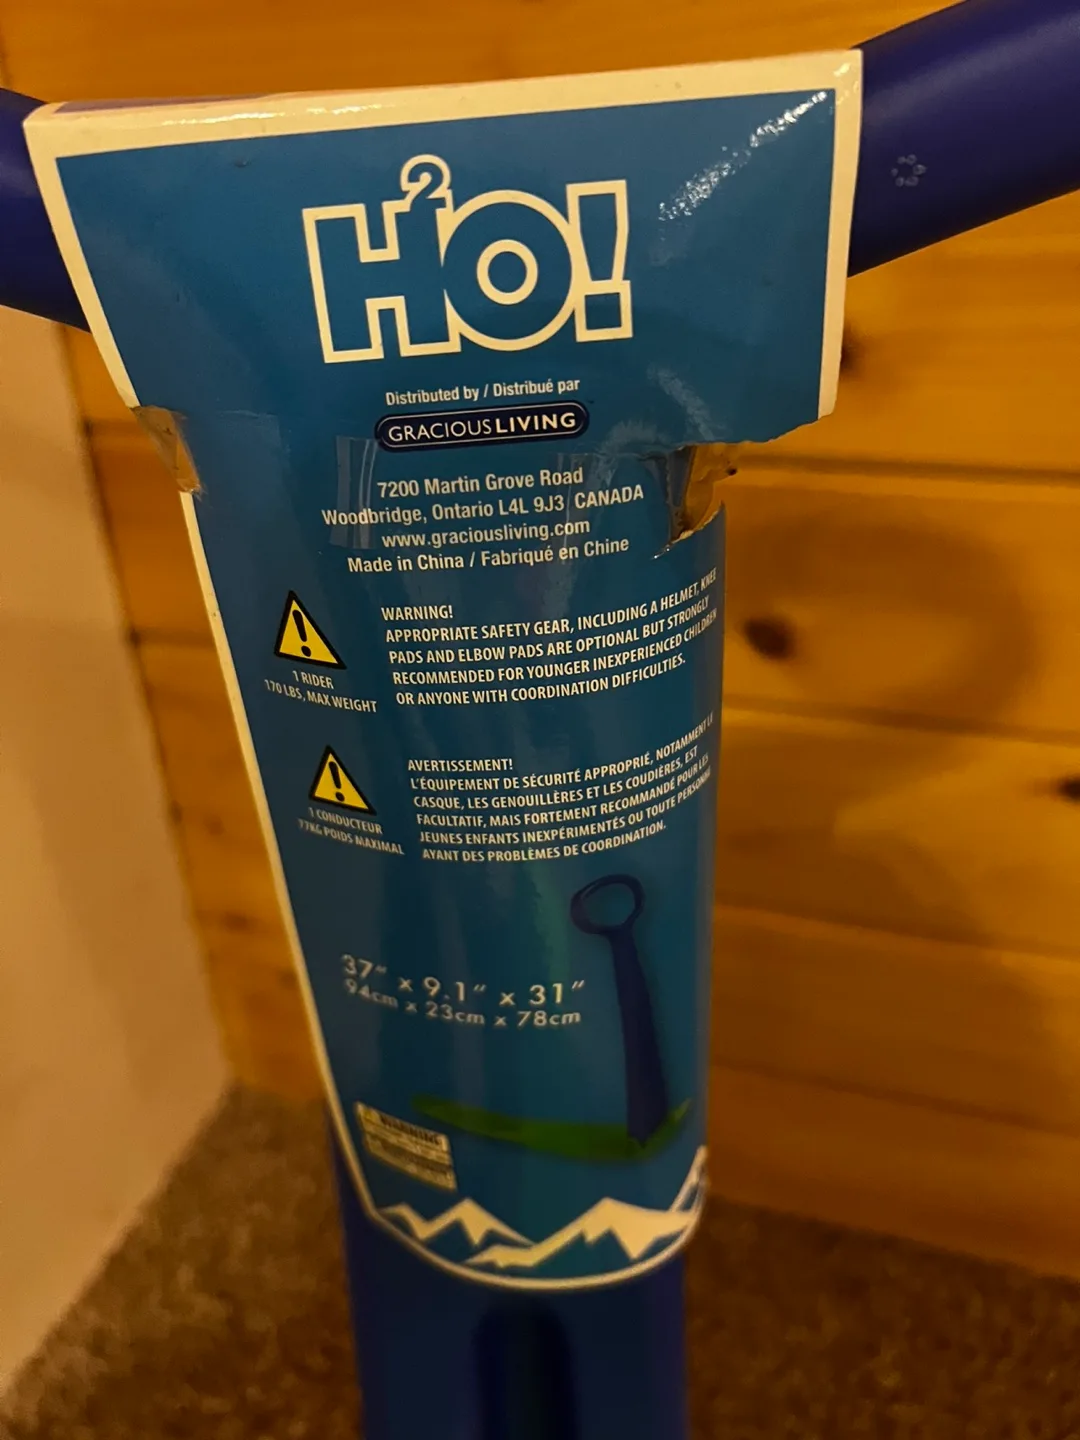 H²O!
Distributed by / Distribué par
GRACIOUS LIVING
7200 Martin Grove Road
Woodbridge, Ontario L4L 9J3 CANADA
www.graciousliving.com
Made in China / Fabriqué en Chine
WARNING!
APPROPRIATE SAFETY GEAR, INCLUDING A HELMET, KNEE
PADS AND ELBOW PADS ARE OPTIONAL BUT STRONGLY
RECOMMENDED FOR YOUNGER INEXPERIENCED CHILDREN
OR ANYONE WITH COORDINATION DIFFICULTIES.
1 RIDER
170 LBS, MAX WEIGHT
AVERTISSEMENT!
L'ÉQUIPEMENT DE SÉCURITÉ APPROPRIÉ, NOTAMMENT LE
CASQUE, LES GENOUILLÈRES ET LES COUDIÈRES, EST
FACULTATIF, MAIS FORTEMENT RECOMMANDÉ POUR LES
JEUNES ENFANTS INEXPÉRIMENTÉS OU TOUTE PERSONNE
AYANT DES PROBLÈMES DE COORDINATION.
1 CONDUCTEUR
77KG POIDS MAXIMAL
37" x 9.1" x 31"
94cm x 23cm x 78cm
WARNING